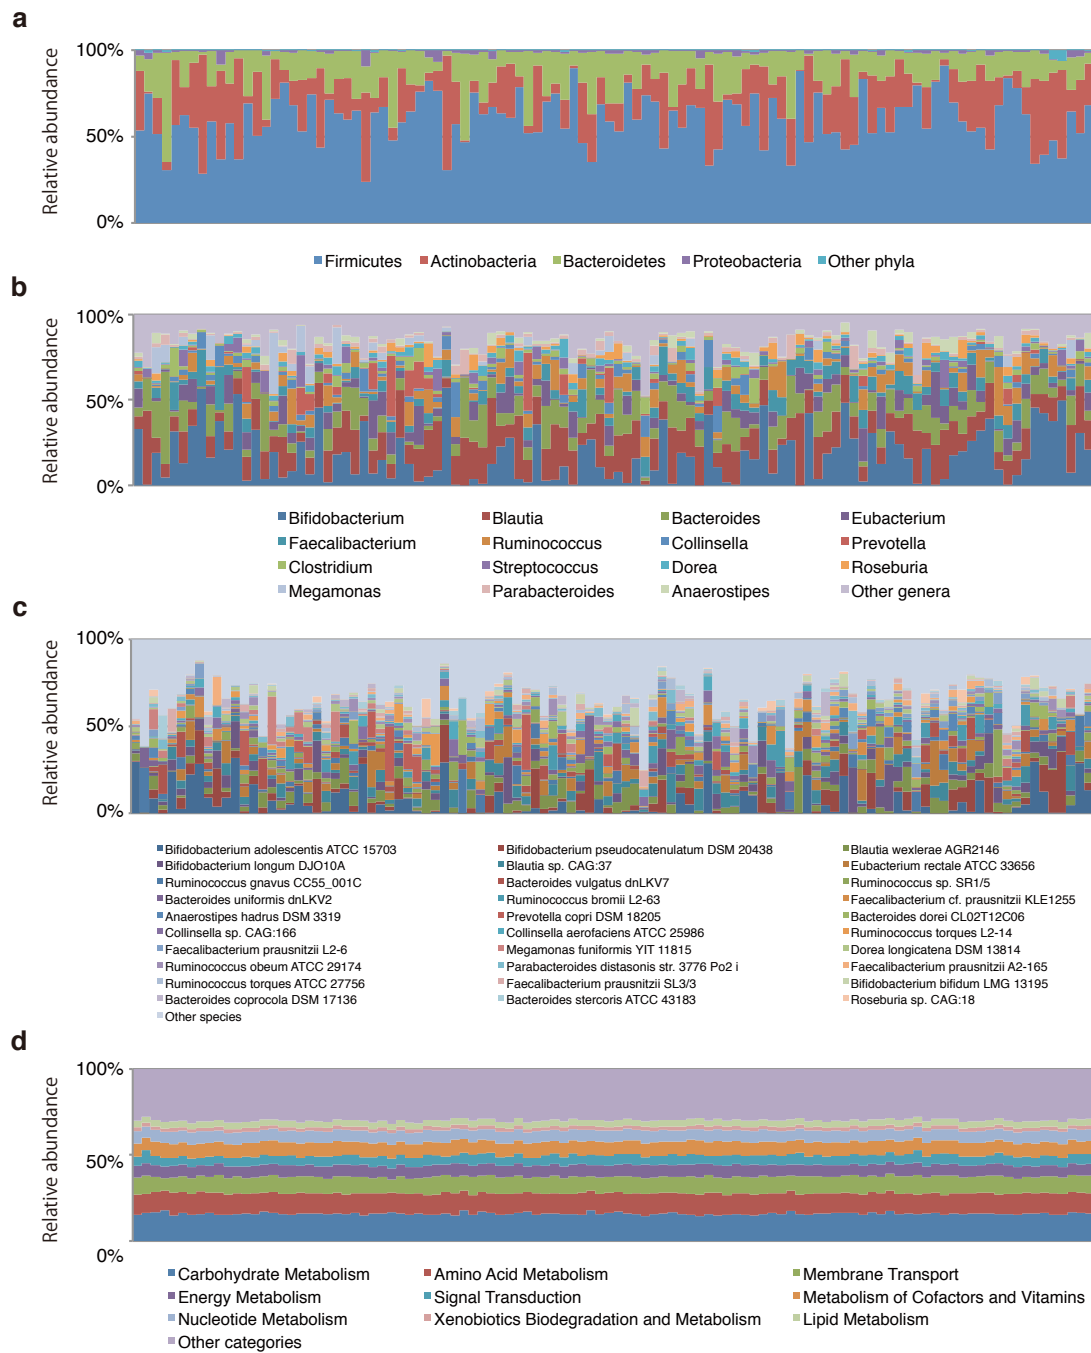 a
100%
50%
0%
Relative abundance
Firmicutes Actinobacteria Bacteroidetes Proteobacteria Other phyla
b
100%
50%
0%
Relative abundance
Bifidobacterium Blautia Bacteroides Eubacterium
Faecalibacterium Ruminococcus Collinsella Prevotella
Clostridium Streptococcus Dorea Roseburia
Megamonas Parabacteroides Anaerostipes Other genera
c
100%
50%
0%
Relative abundance
Bifidobacterium adolescentis ATCC 15703 Bifidobacterium pseudocatenulatum DSM 20438 Blautia wexlerae AGR2146
Bifidobacterium longum DJO10A Blautia sp. CAG:37 Eubacterium rectale ATCC 33656
Ruminococcus gnavus CC55_001C Bacteroides vulgatus dnLKV7 Ruminococcus sp. SR1/5
Bacteroides uniformis dnLKV2 Ruminococcus bromii L2-63 Faecalibacterium cf. prausnitzii KLE1255
Anaerostipes hadrus DSM 3319 Prevotella copri DSM 18205 Bacteroides dorei CL02T12C06
Collinsella sp. CAG:166 Collinsella aerofaciens ATCC 25986 Ruminococcus torques L2-14
Faecalibacterium prausnitzii L2-6 Megamonas funiformis YIT 11815 Dorea longicatena DSM 13814
Ruminococcus obeum ATCC 29174 Parabacteroides distasonis str. 3776 Po2 i Faecalibacterium prausnitzii A2-165
Ruminococcus torques ATCC 27756 Faecalibacterium prausnitzii SL3/3 Bifidobacterium bifidum LMG 13195
Bacteroides coprocola DSM 17136 Bacteroides stercoris ATCC 43183 Roseburia sp. CAG:18
Other species
d
100%
50%
0%
Relative abundance
Carbohydrate Metabolism Amino Acid Metabolism Membrane Transport
Energy Metabolism Signal Transduction Metabolism of Cofactors and Vitamins
Nucleotide Metabolism Xenobiotics Biodegradation and Metabolism Lipid Metabolism
Other categories